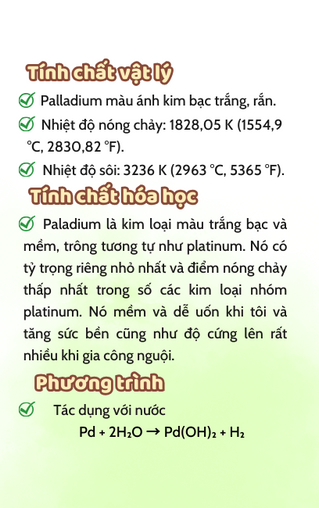 Tính chất vật lý
Palladium màu ánh kim bạc trắng, rắn.
Nhiệt độ nóng chảy: 1828,05 K (1554,9
°C, 2830,82 °F).
Nhiệt độ sôi: 3236 K (2963 °C, 5365 °F).
Tính chất hóa học
Paladium là kim loại màu trắng bạc và
mềm, trông tương tự như platinum. Nó có
tỷ trọng riêng nhỏ nhất và điểm nóng chảy
thấp nhất trong số các kim loại nhóm
platinum. Nó mềm và dễ uốn khi tôi và
tăng sức bền cũng như độ cứng lên rất
nhiều khi gia công nguội.
Phương trình
Tác dụng với nước
Pd + 2H₂O → Pd(OH)₂ + H₂